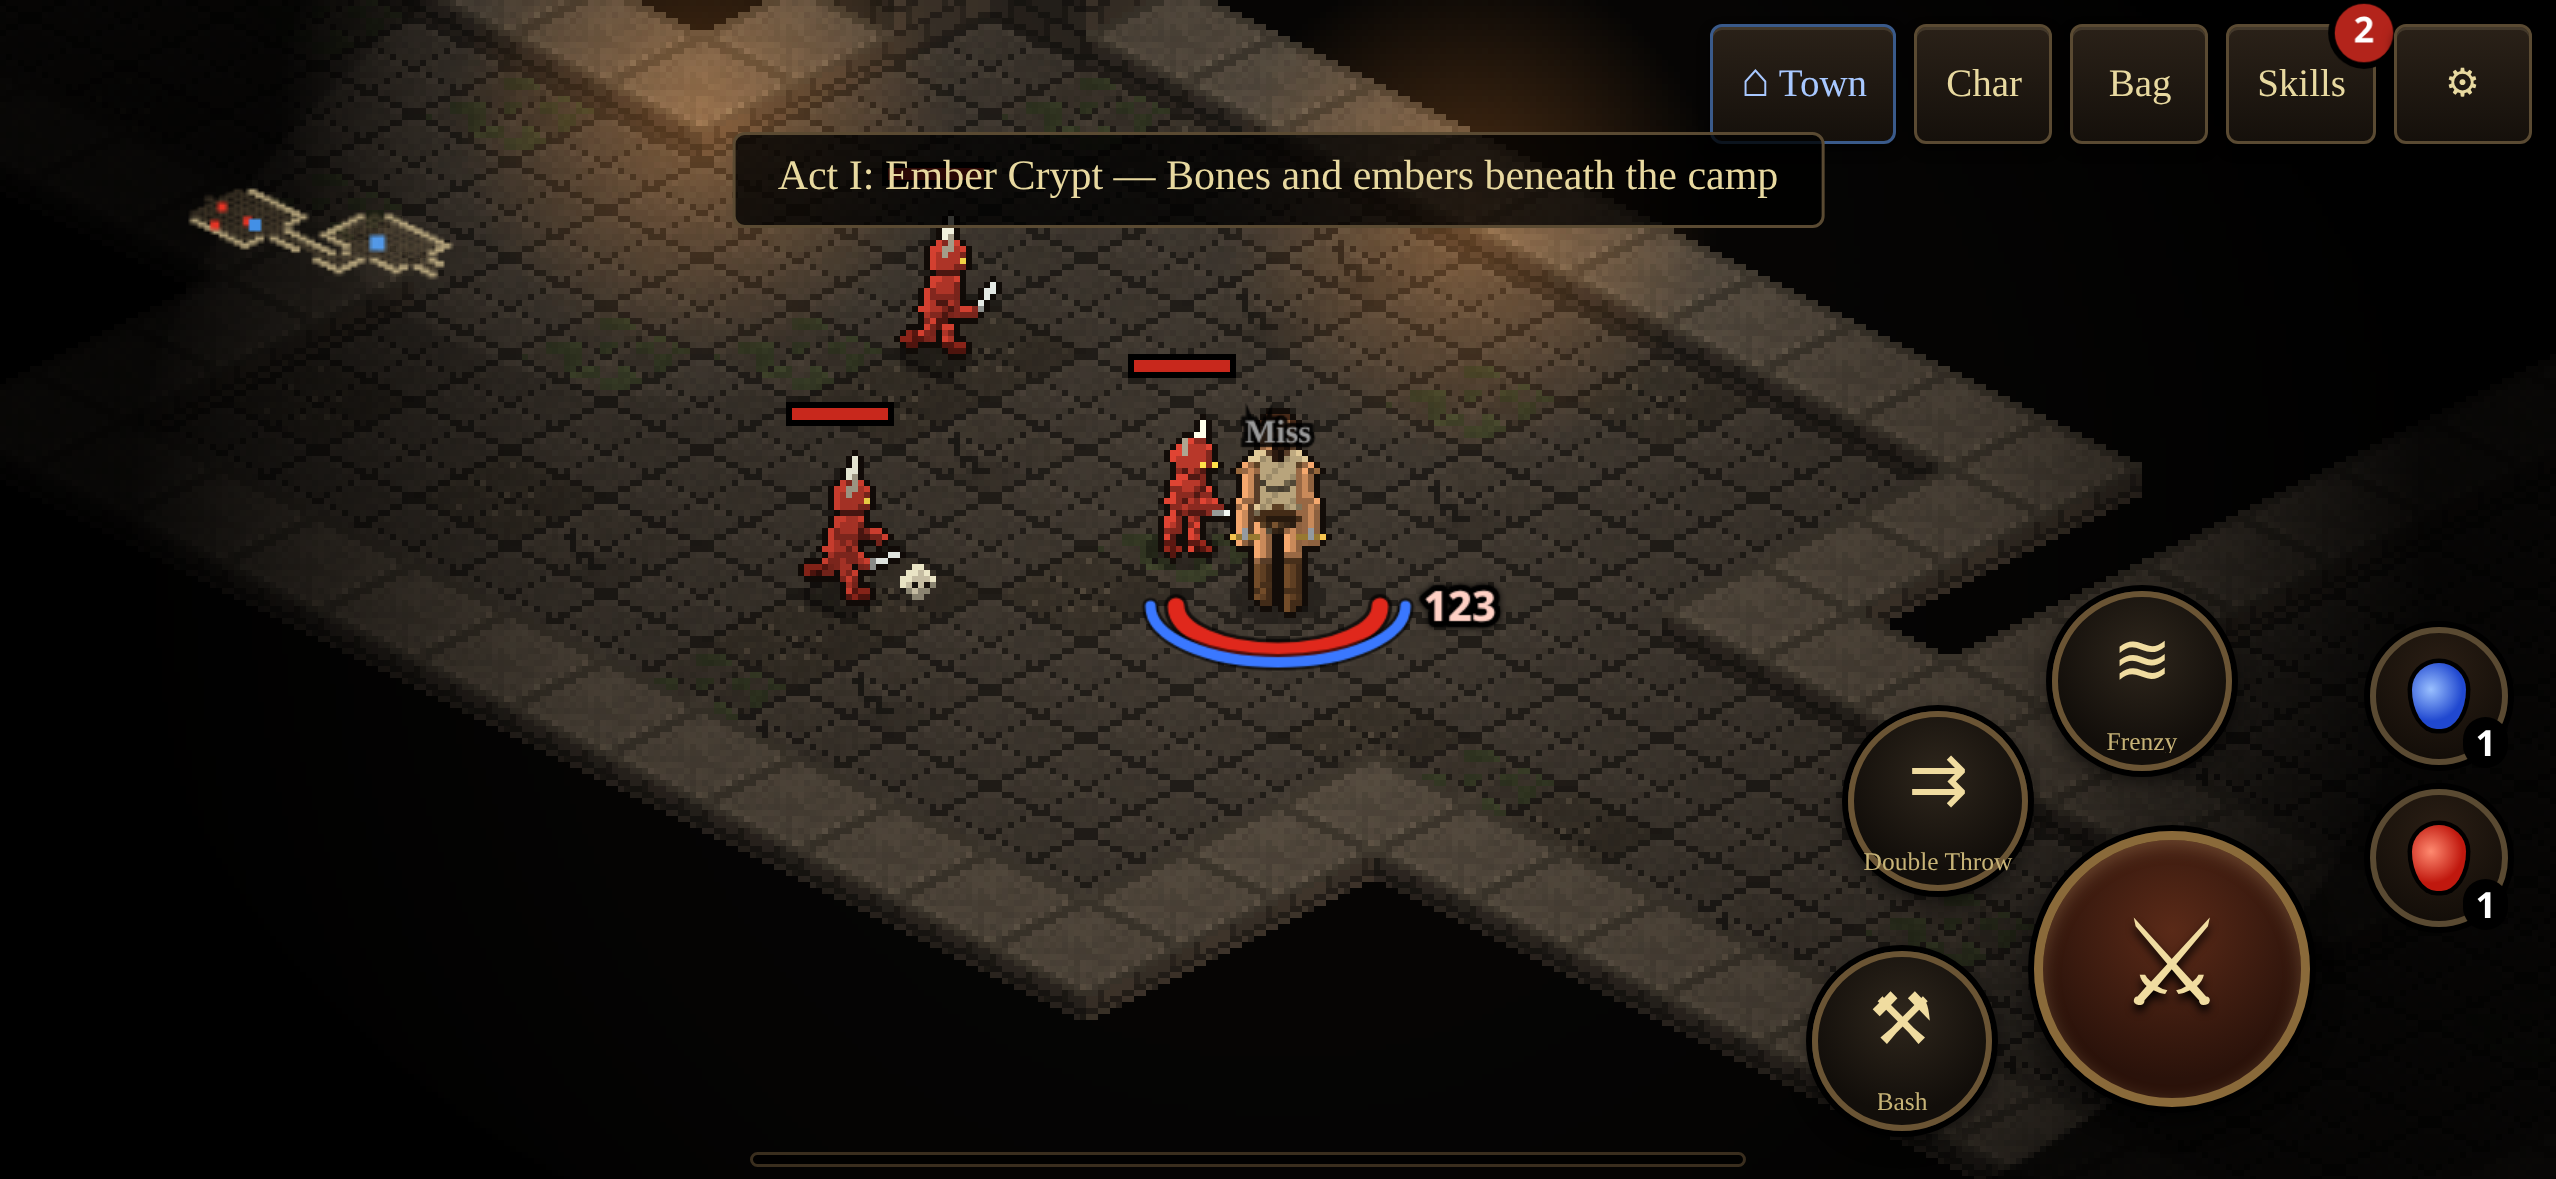 2
⌂ Town
Char
Bag
Skills
Act I: Ember Crypt — Bones and embers beneath the camp
Miss
123
Frenzy
1
Double Throw
1
Bash